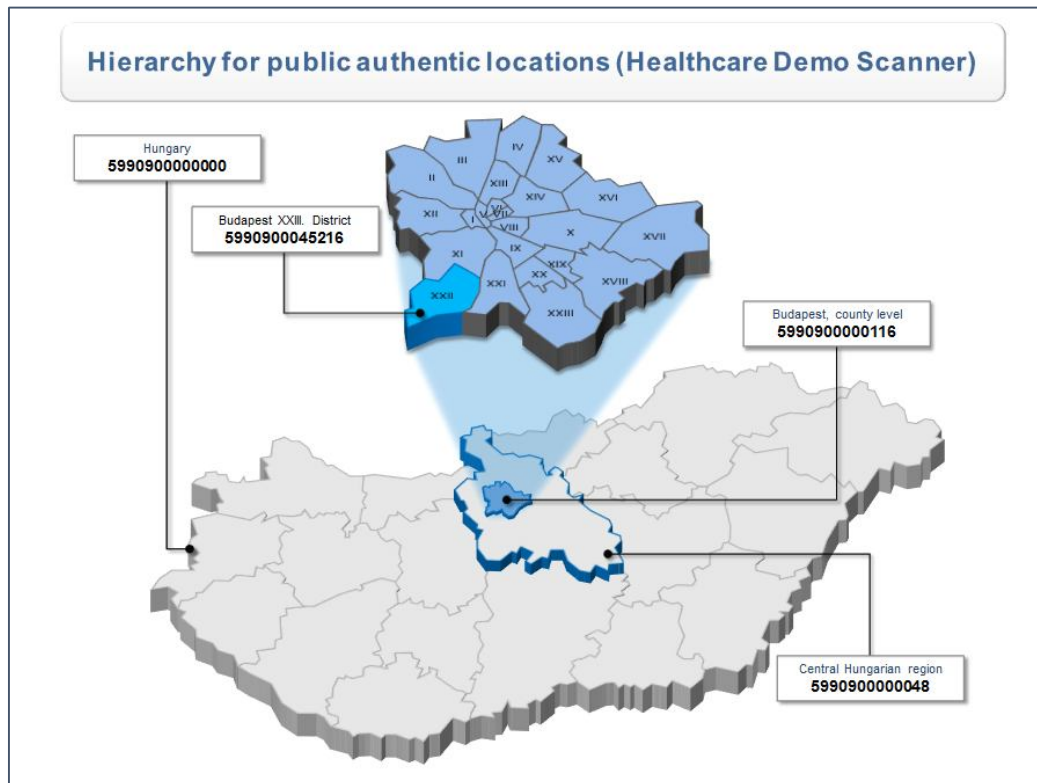 Hierarchy for public authentic locations (Healthcare Demo Scanner)
Hungary
5990900000000
Budapest XXIII. District
5990900045216
IV
XV
III
II
XIII
XIV
XVI
XII
I
V
VI
VII
VIII
X
XVII
XI
IX
XIX
XX
XVIII
XXI
XXII
XXIII
Budapest, county level
5990900000116
Central Hungarian region
5990900000048